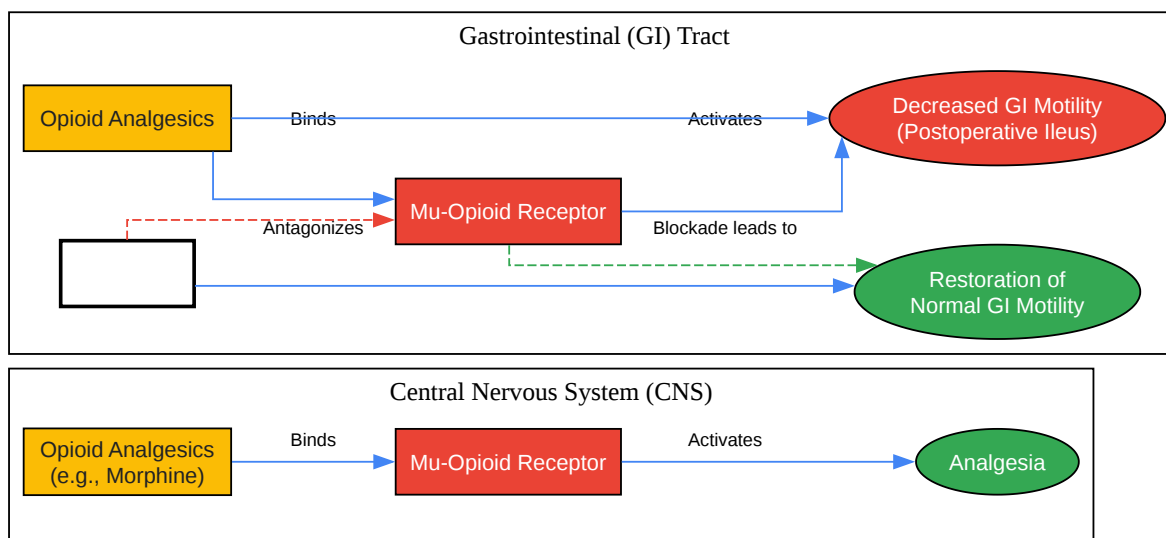 Gastrointestinal (GI) Tract
Opioid Analgesics
Binds
Activates
Decreased GI Motility
(Postoperative Ileus)
Mu-Opioid Receptor
Antagonizes
Blockade leads to
Restoration of
Normal GI Motility
Central Nervous System (CNS)
Opioid Analgesics
(e.g., Morphine)
Binds
Mu-Opioid Receptor
Activates
Analgesia